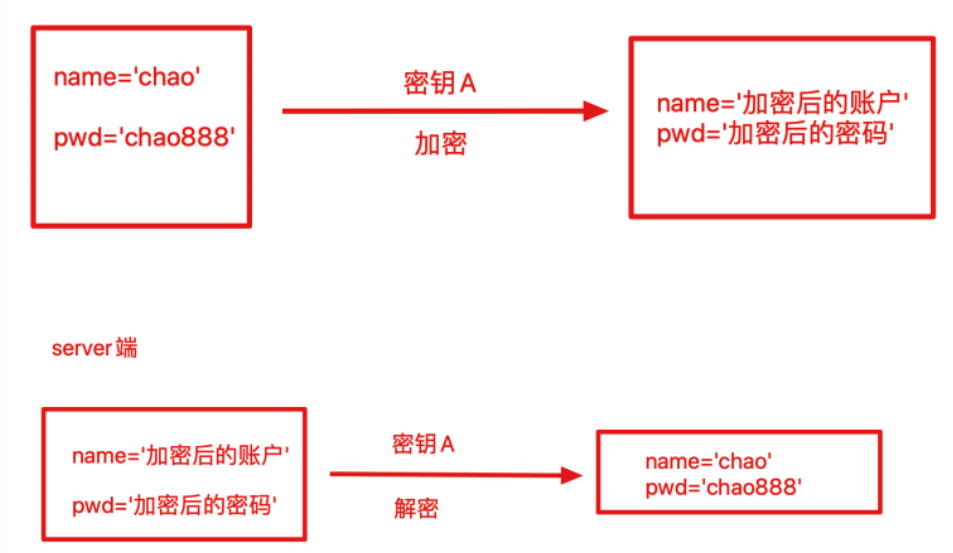 name='chao'
pwd='chao888'
密钥A
加密
name='加密后的账户'
pwd='加密后的密码'
server端
name='加密后的账户'
pwd='加密后的密码'
密钥A
解密
name='chao'
pwd='chao888'